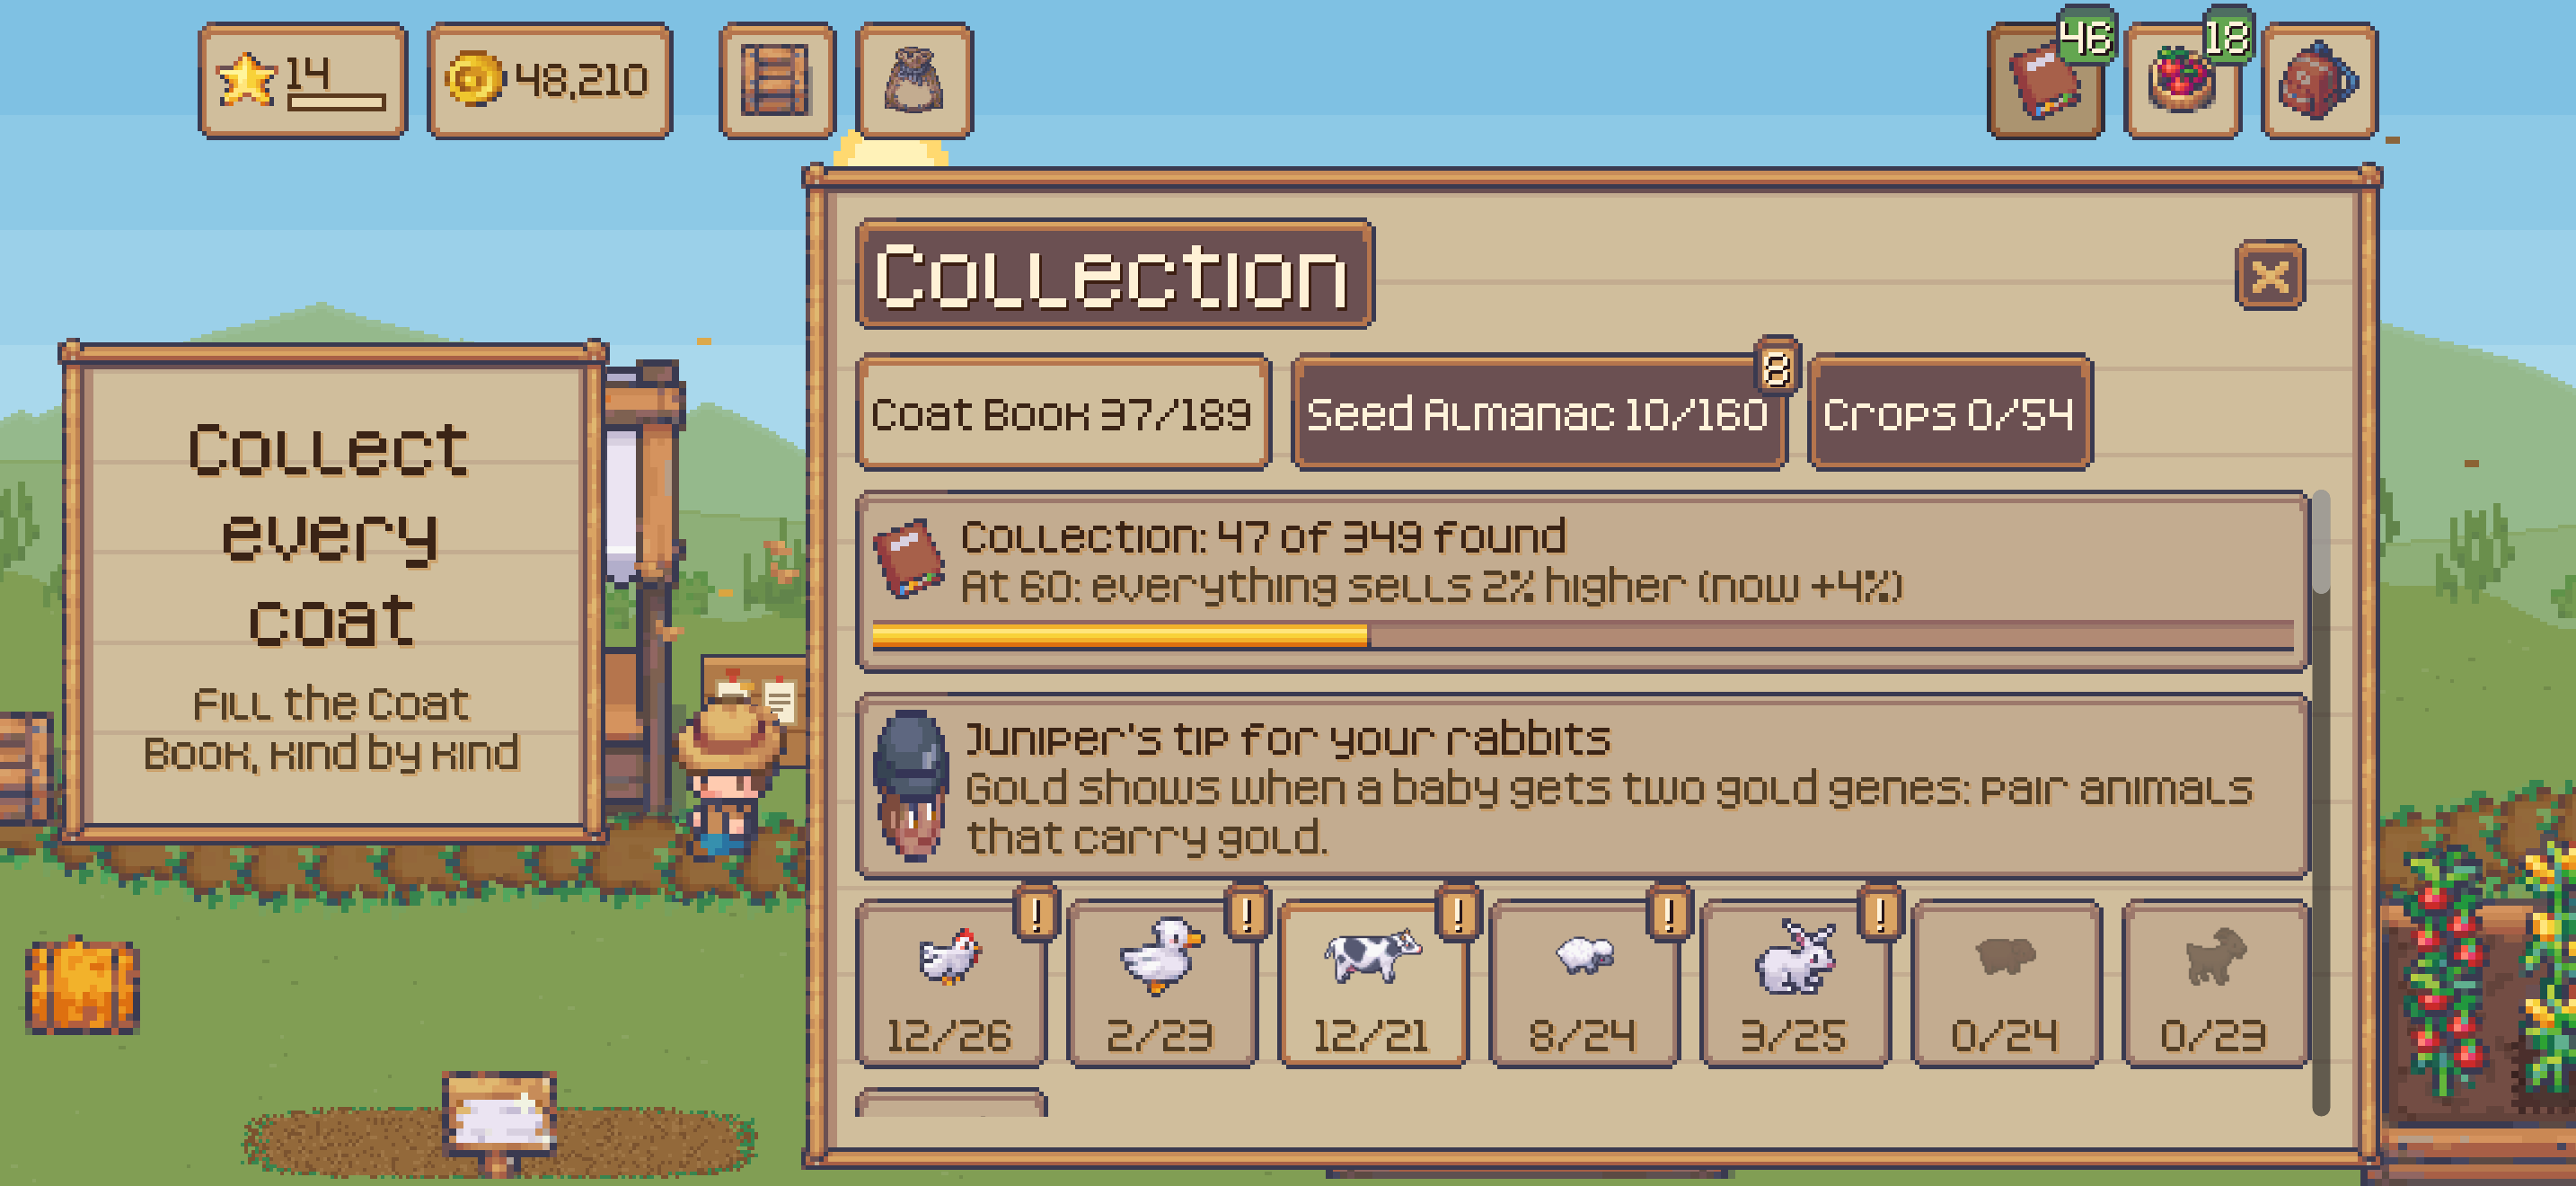 14
48,210
46
18
Collect
every
coat
Fill the Coat
Book, kind by kind
Collection
Coat Book 37/189
Seed Almanac 10/160
8
Crops 0/54
Collection: 47 of 349 found
At 60: everything sells 2% higher (now +4%)
Juniper's tip for your rabbits
Gold shows when a baby gets two gold genes: pair animals
that carry gold.
! ! ! ! !
12/26 2/23 12/21 8/24 3/25 0/24 0/23